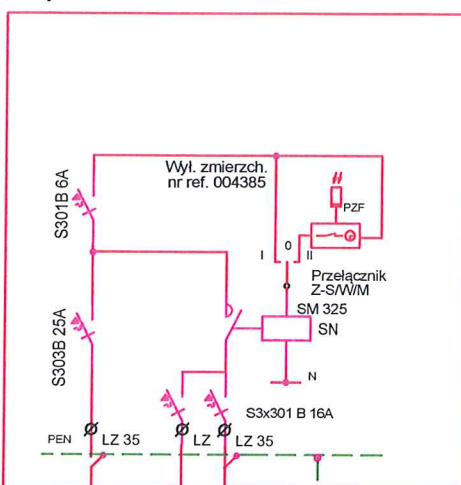 Wył. zmierzch.
nr ref. 004385
S301B 6A
PZF
I
0
II
Przełącznik
Z-S/W/M
SM 325
SN
S303B 25A
N
S3x301 B 16A
PEN
LZ 35
LZ
LZ 35